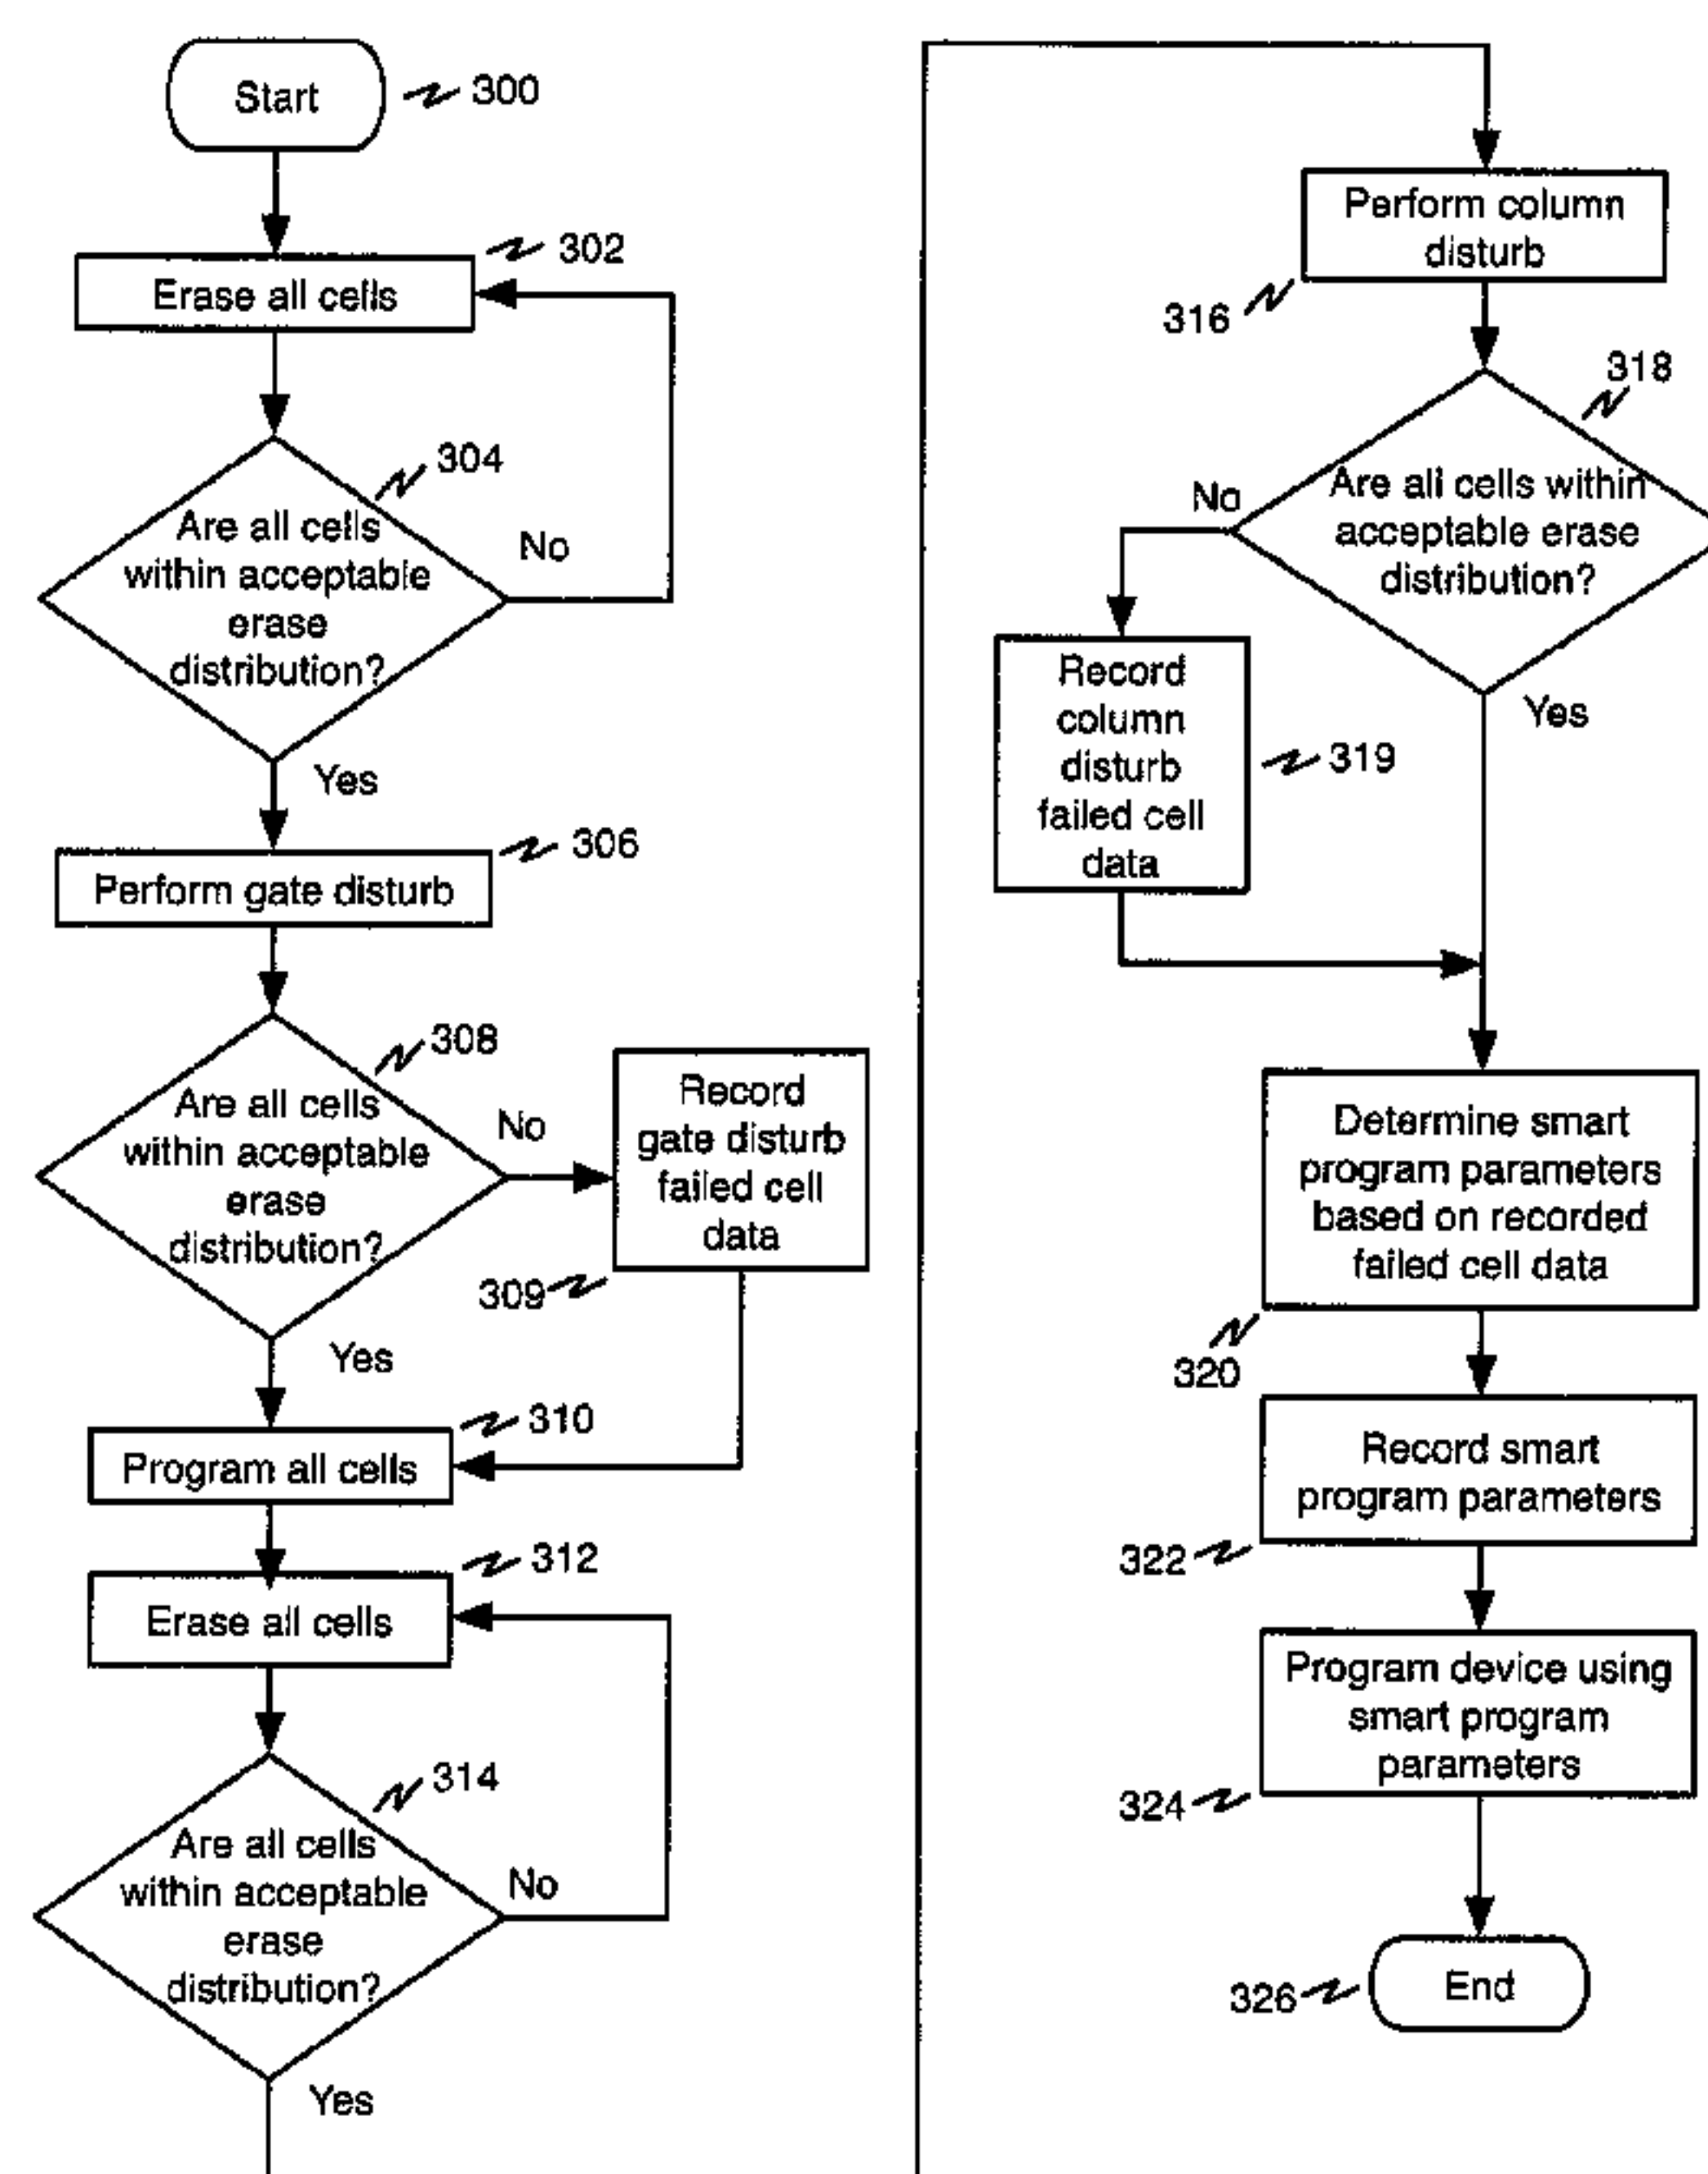 Start
300
302
Erase all cells
304
Are all cells
within acceptable
erase
distribution?
No
Yes
306
Perform gate disturb
308
Are all cells
within acceptable
erase
distribution?
No
Record
gate disturb
failed cell
data
309
Yes
310
Program all cells
312
Erase all cells
314
Are all cells
within acceptable
erase
distribution?
No
Yes
Perform column
disturb
316
318
Are all cells within
acceptable erase
distribution?
No
Yes
Record
column
disturb
failed cell
data
319
Determine smart
program parameters
based on recorded
failed cell data
320
Record smart
program parameters
322
Program device using
smart program
parameters
324
End
326